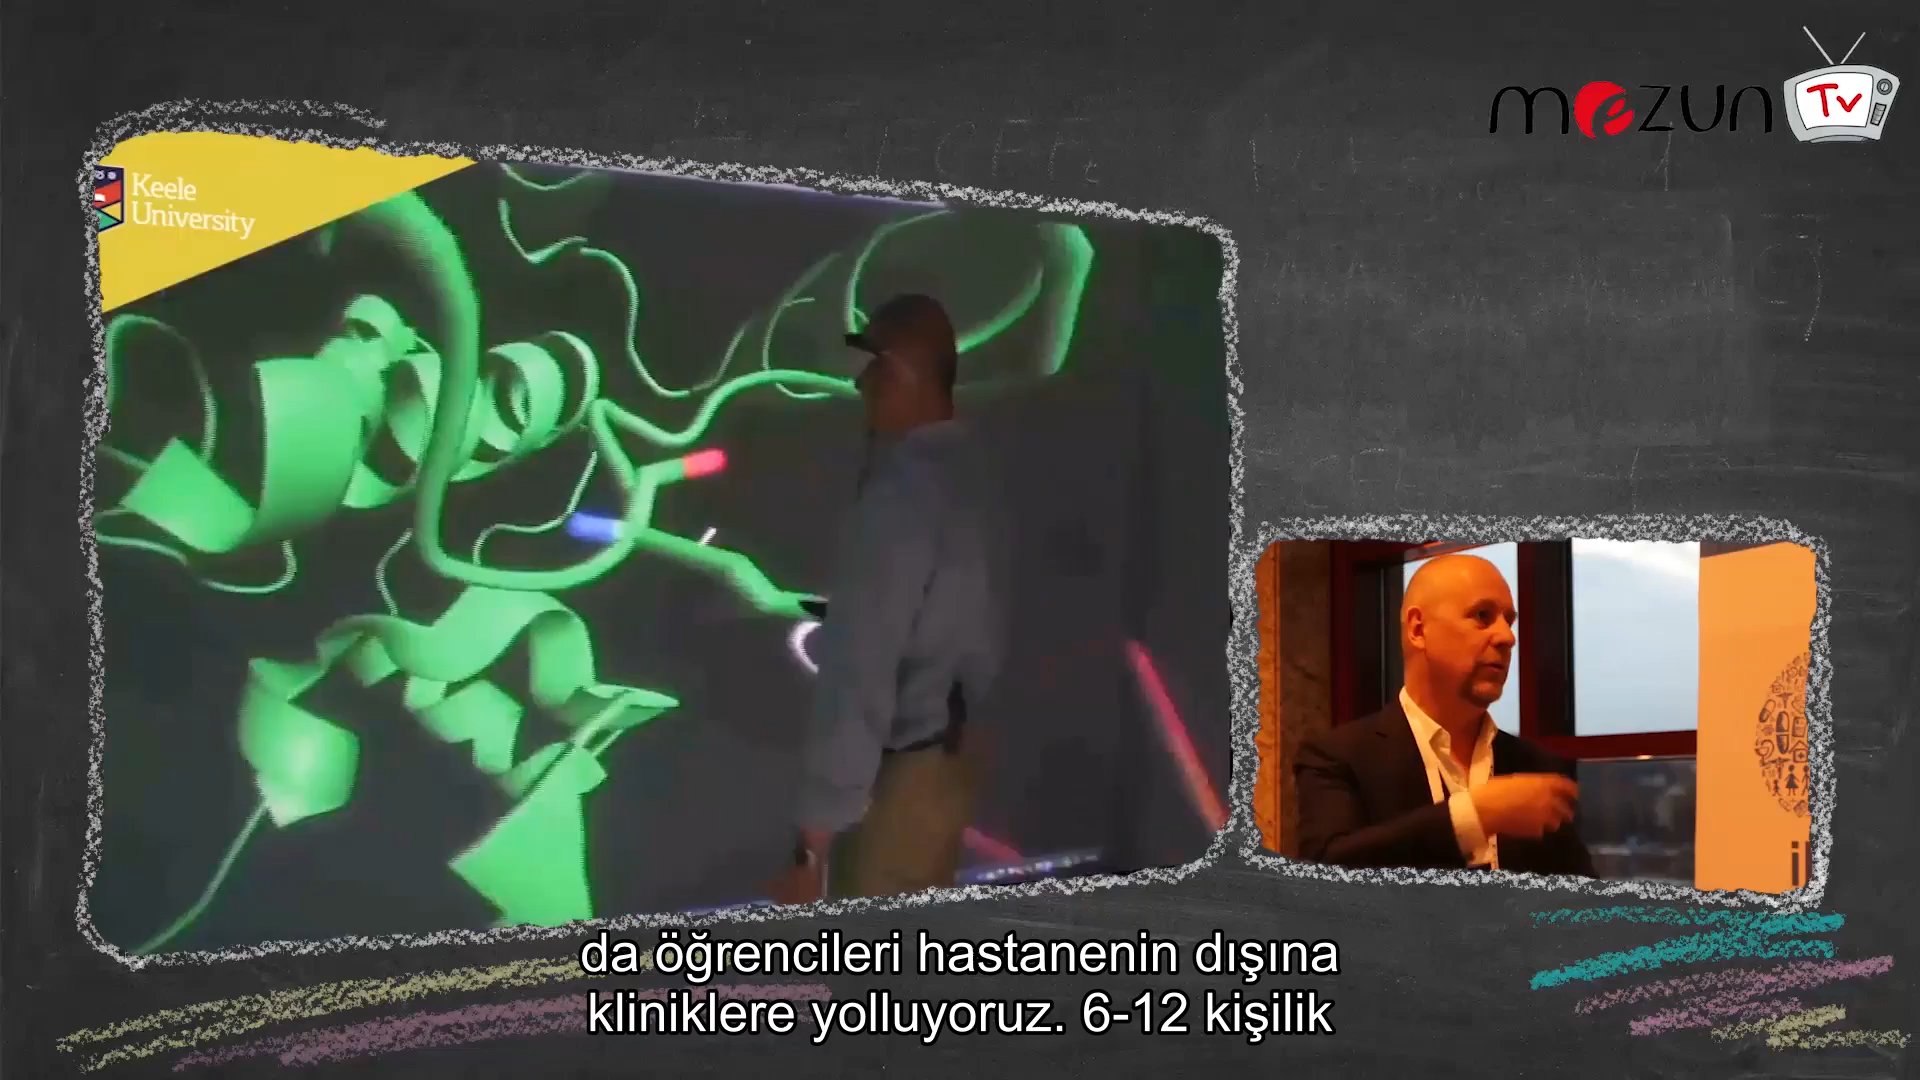 mezun Tv
Keele
University
da öğrencileri hastanenin dışına
kliniklere yolluyoruz. 6-12 kişilik